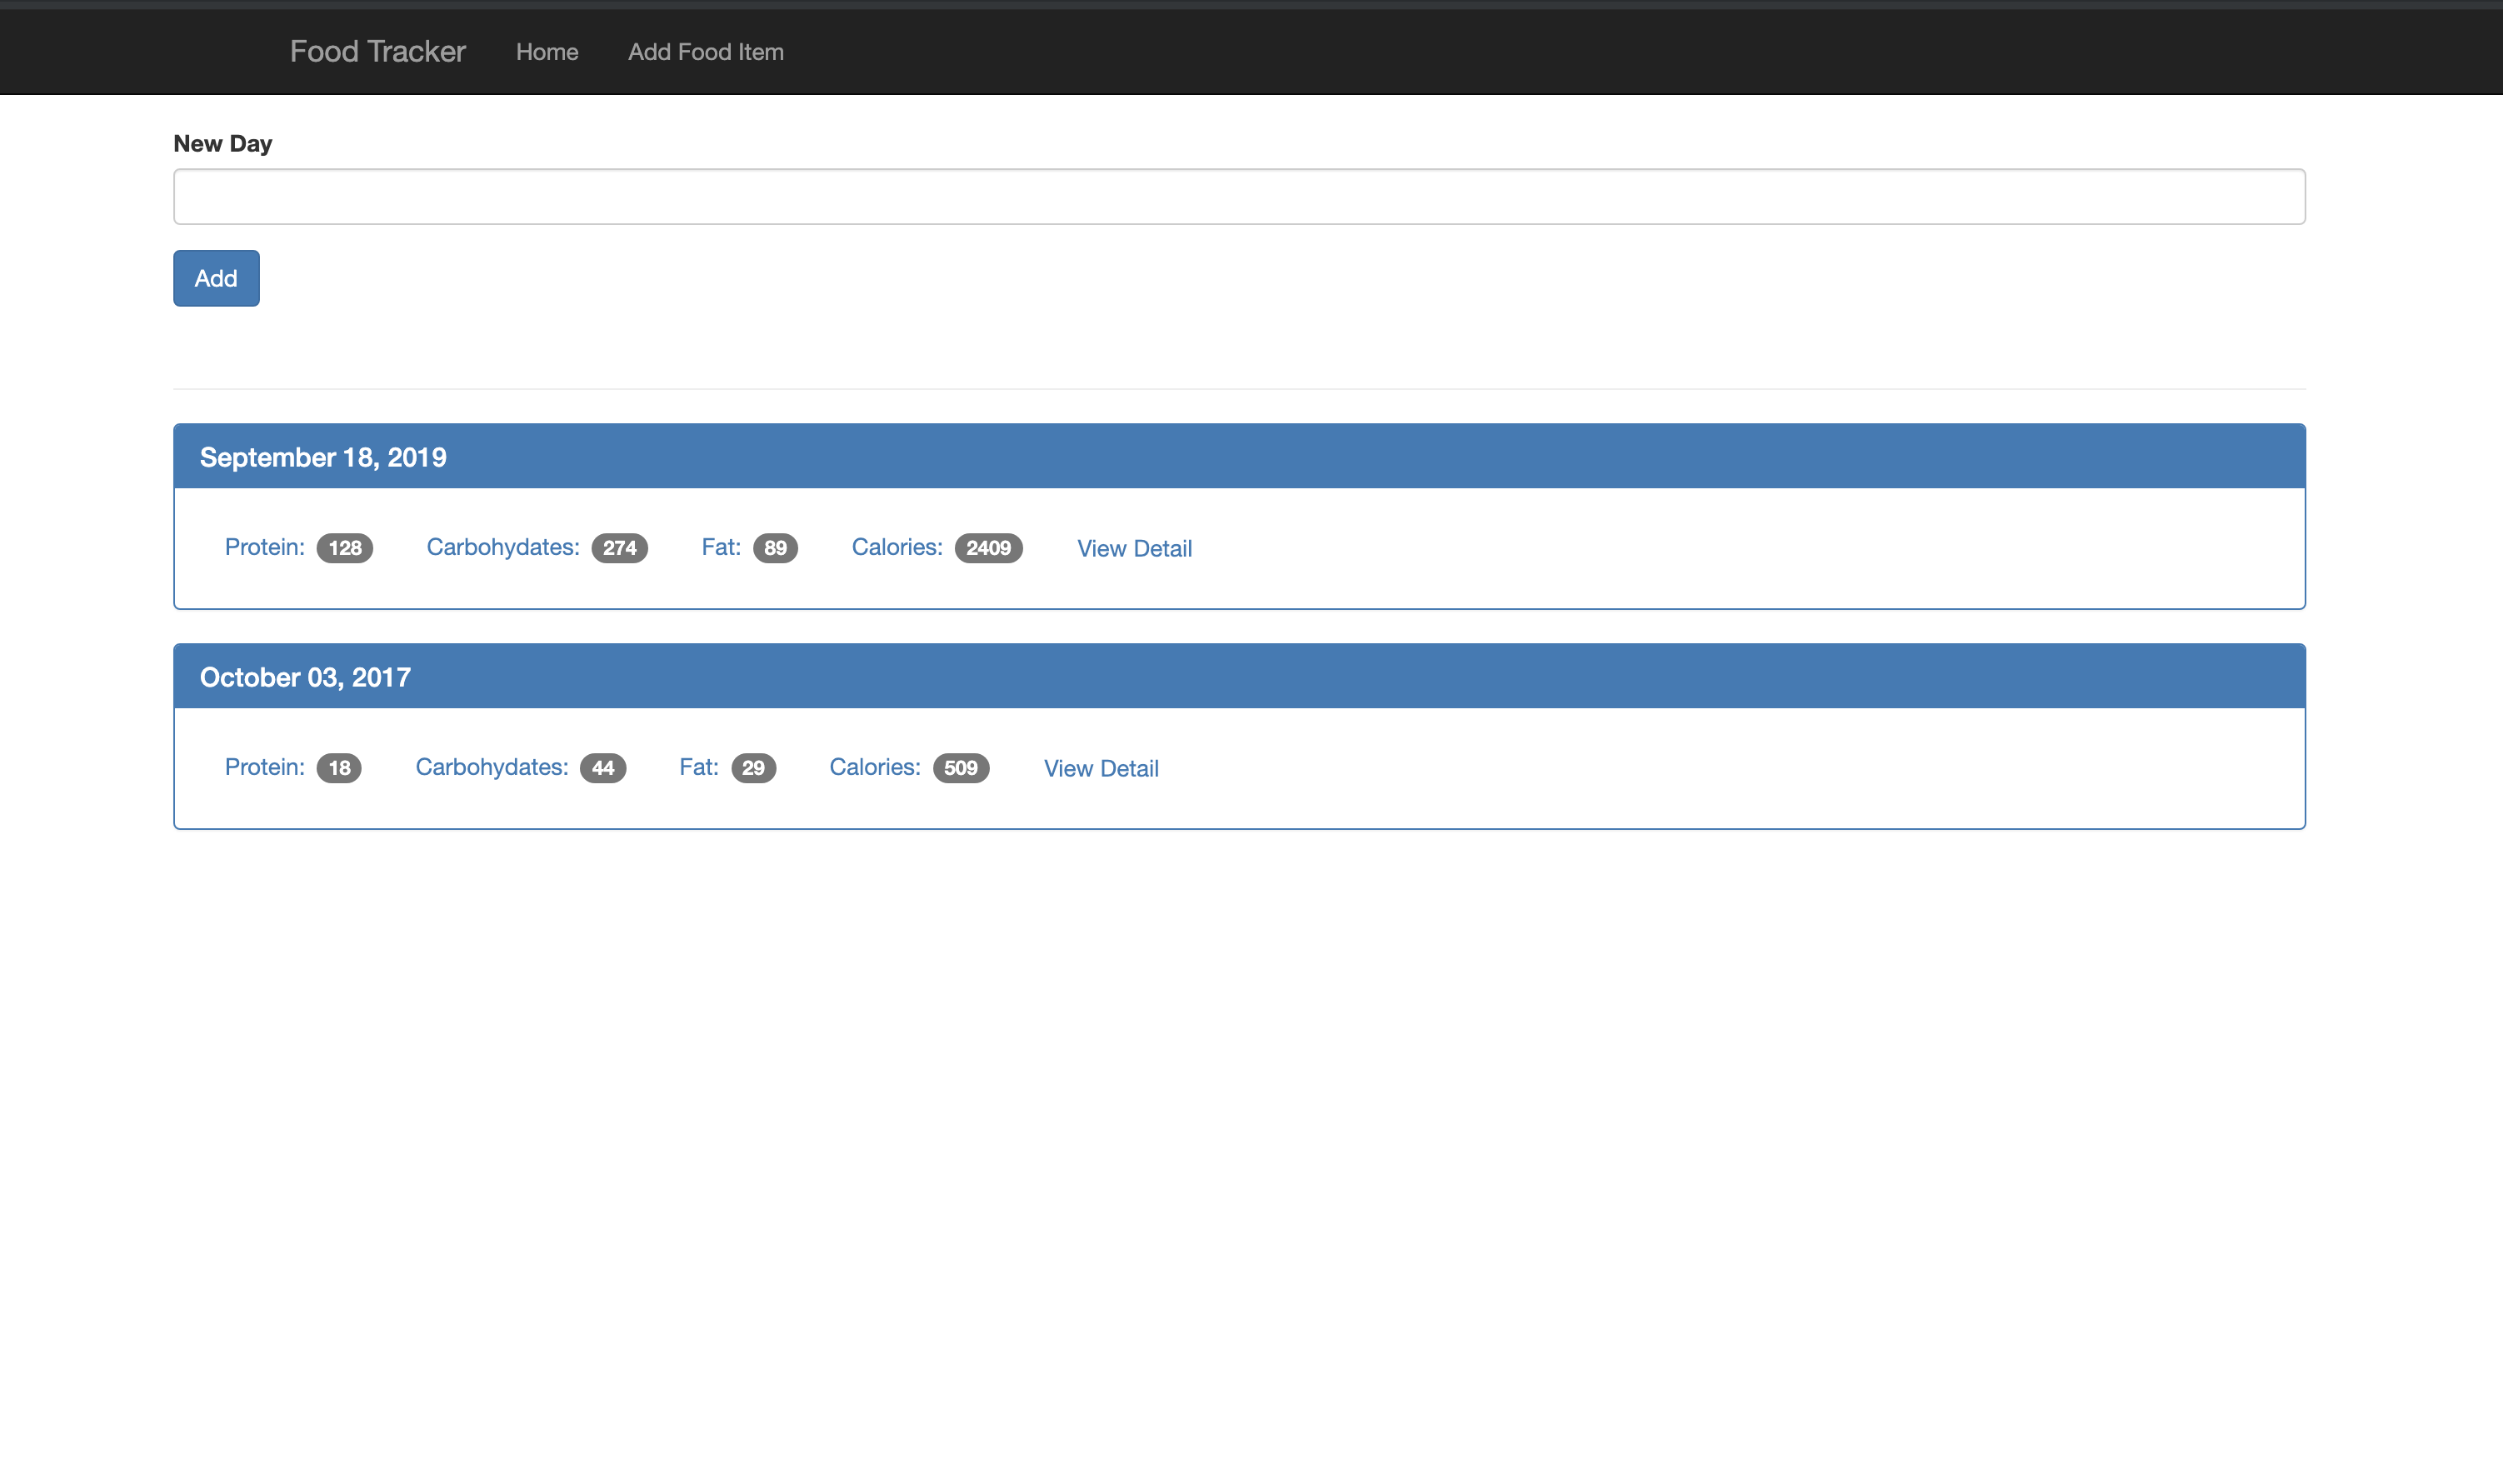 Food Tracker Home Add Food Item
New Day
Add
September 18, 2019
Protein: 128 Carbohydates: 274 Fat: 89 Calories: 2409 View Detail
October 03, 2017
Protein: 18 Carbohydates: 44 Fat: 29 Calories: 509 View Detail